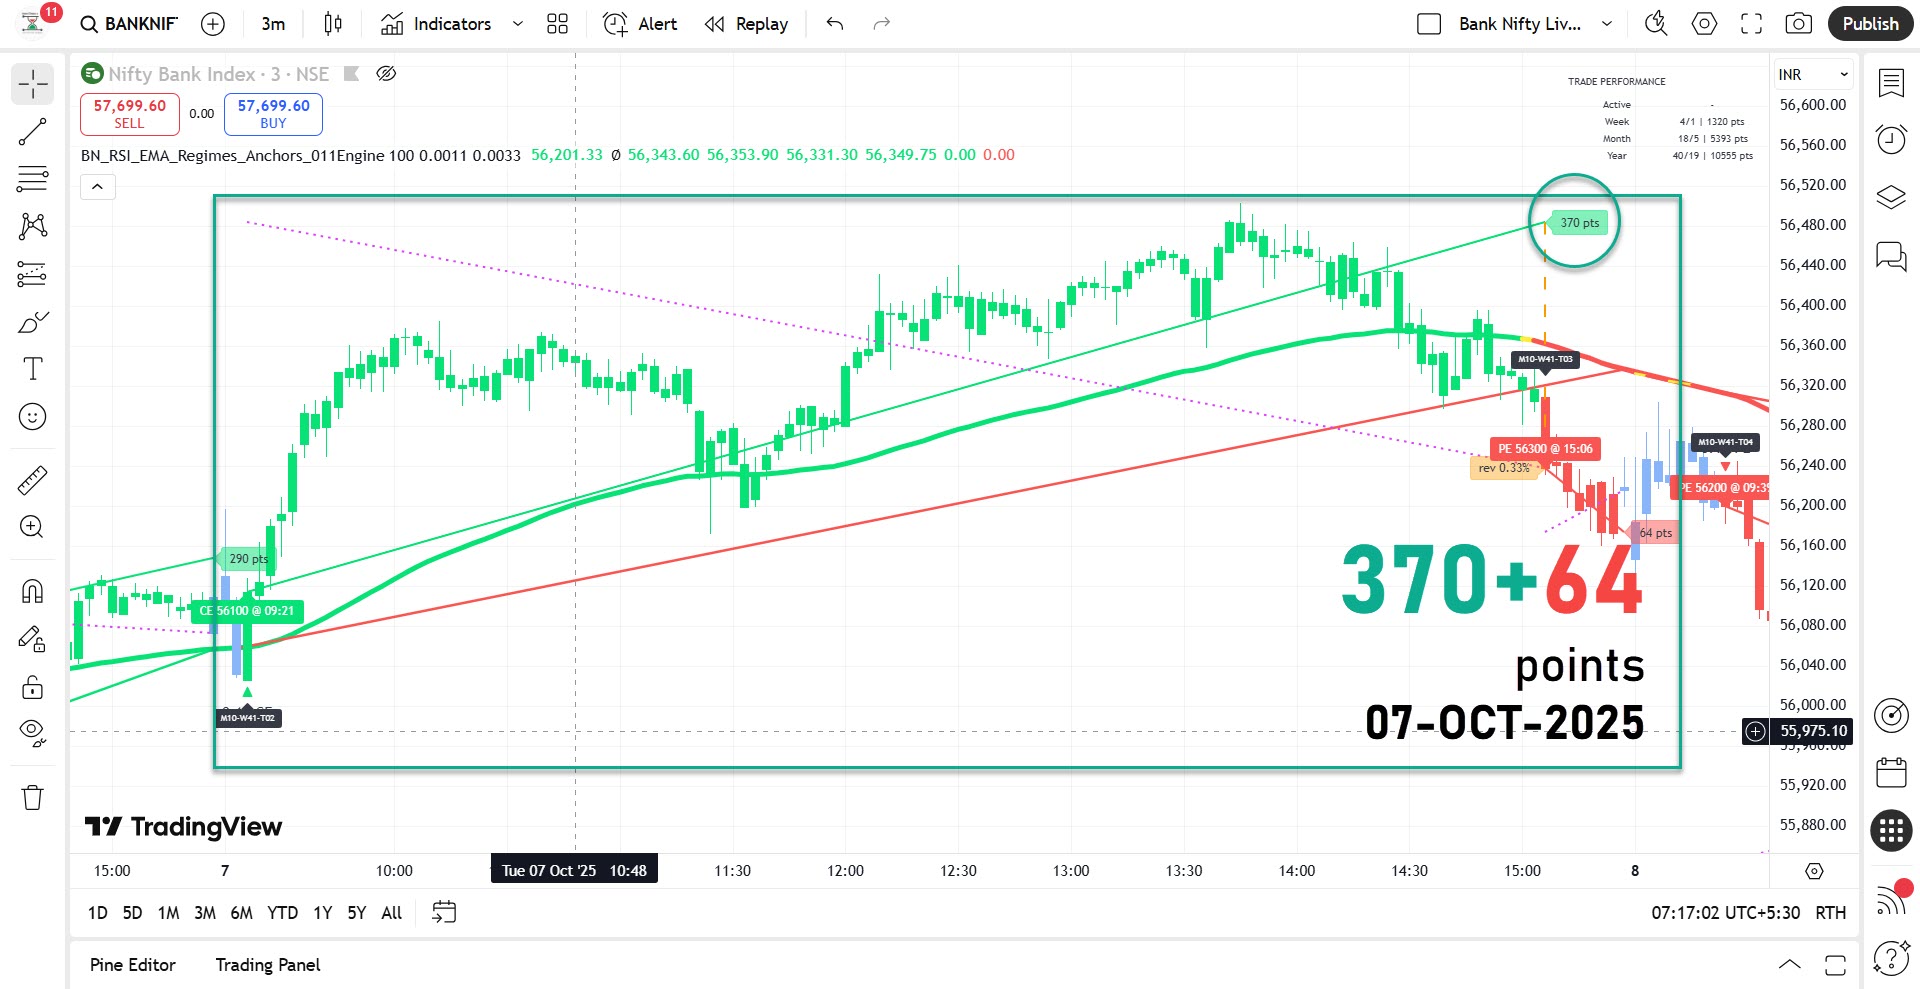 11
BANKNIF
3m
Indicators
Alert
Replay
Bank Nifty Liv...
Publish
Nifty Bank Index · 3 · NSE
INR
57,699.60
SELL
0.00
57,699.60
BUY
BN_RSI_EMA_Regimes_Anchors_011Engine 100 0.0011 0.0033 56,201.33 Ø 56,343.60 56,353.90 56,331.30 56,349.75 0.00 0.00
TRADE PERFORMANCE
Active -
Week 4/1 | 1320 pts
Month 18/5 | 5393 pts
Year 40/19 | 10555 pts
56,600.00
56,560.00
56,520.00
56,480.00
56,440.00
56,400.00
56,360.00
56,320.00
56,280.00
56,240.00
56,200.00
56,160.00
56,120.00
56,080.00
56,040.00
56,000.00
55,975.10
55,920.00
55,880.00
370 pts
M10-W41-T03
PE 56300 @ 15:06
rev 0.33%
M10-W41-T04
PE 56200 @ 09:39
64 pts
290 pts
CE 56100 @ 09:21
M10-W41-T02
370+64
points
07-OCT-2025
TradingView
15:00
7
10:00
Tue 07 Oct '25 10:48
11:30
12:00
12:30
13:00
13:30
14:00
14:30
15:00
8
1D 5D 1M 3M 6M YTD 1Y 5Y All
07:17:02 UTC+5:30 RTH
Pine Editor
Trading Panel